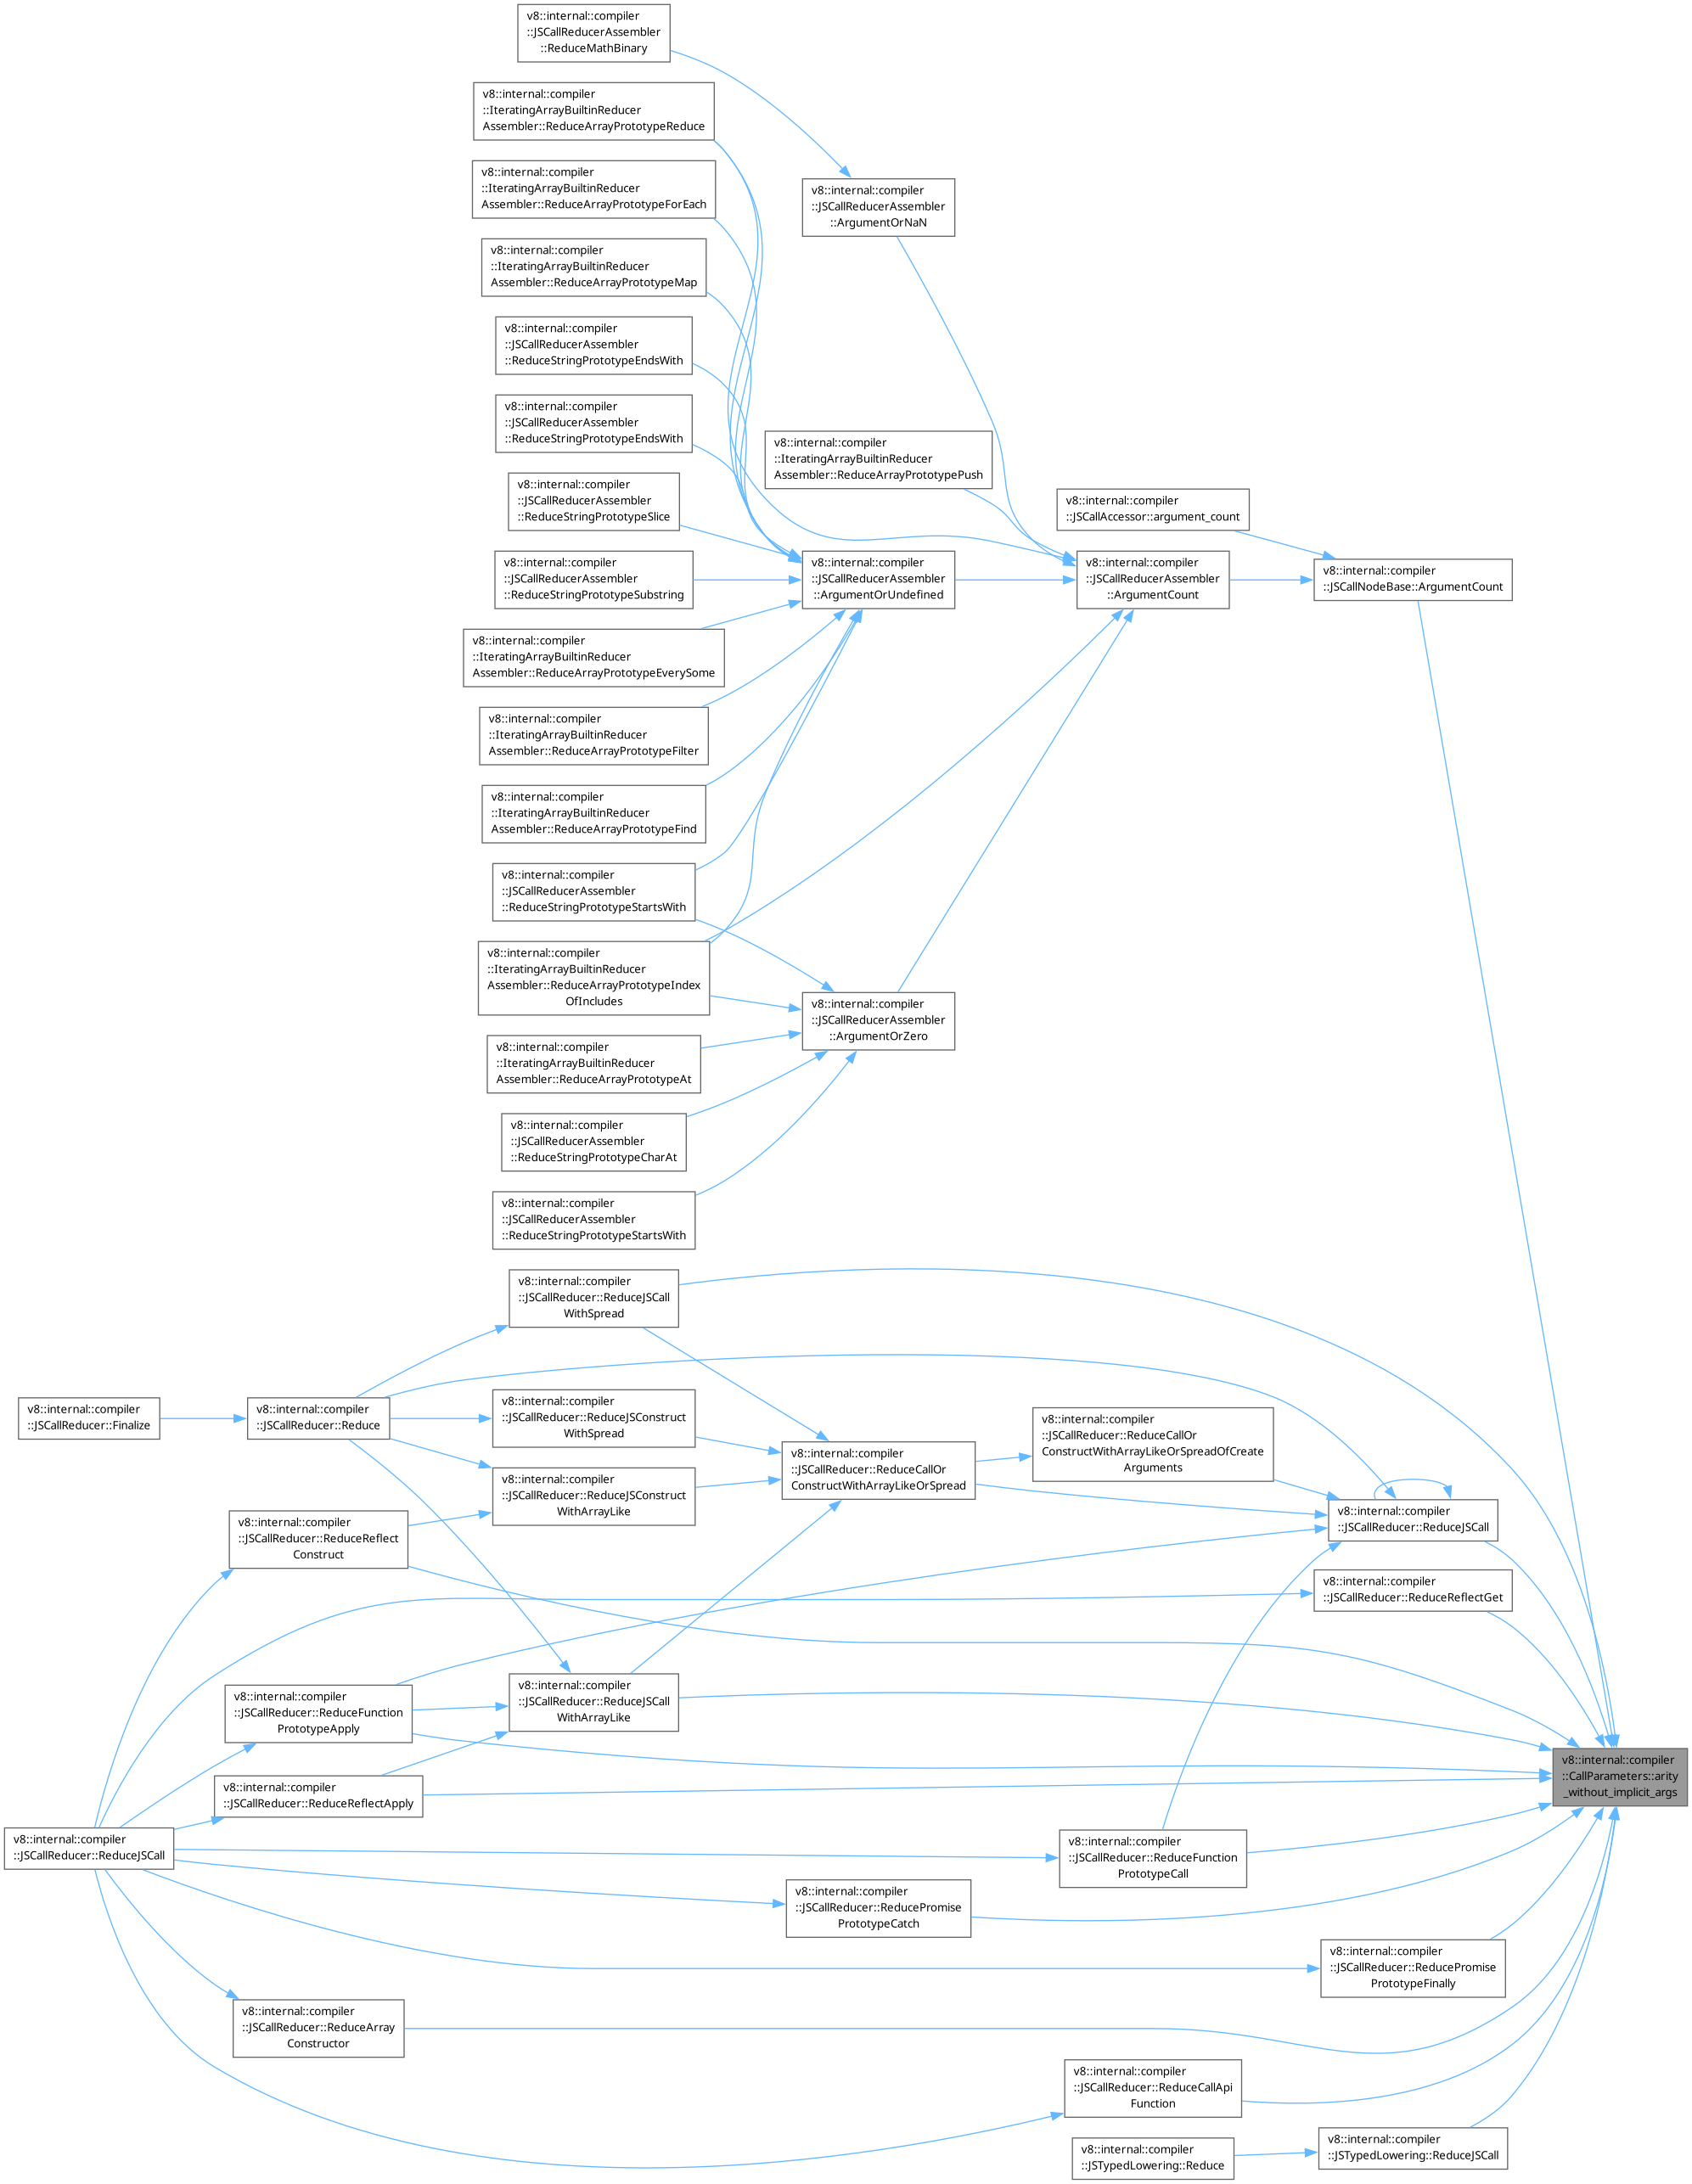 v8::internal::compiler
::JSCallReducerAssembler
::ReduceMathBinary
v8::internal::compiler
::IteratingArrayBuiltinReducer
Assembler::ReduceArrayPrototypeReduce
v8::internal::compiler
::IteratingArrayBuiltinReducer
Assembler::ReduceArrayPrototypeForEach
v8::internal::compiler
::JSCallReducerAssembler
::ArgumentOrNaN
v8::internal::compiler
::IteratingArrayBuiltinReducer
Assembler::ReduceArrayPrototypeMap
v8::internal::compiler
::JSCallReducerAssembler
::ReduceStringPrototypeEndsWith
v8::internal::compiler
::JSCallReducerAssembler
::ReduceStringPrototypeEndsWith
v8::internal::compiler
::IteratingArrayBuiltinReducer
Assembler::ReduceArrayPrototypePush
v8::internal::compiler
::JSCallReducerAssembler
::ReduceStringPrototypeSlice
v8::internal::compiler
::JSCallAccessor::argument_count
v8::internal::compiler
::JSCallReducerAssembler
::ReduceStringPrototypeSubstring
v8::internal::compiler
::JSCallReducerAssembler
::ArgumentOrUndefined
v8::internal::compiler
::JSCallReducerAssembler
::ArgumentCount
v8::internal::compiler
::JSCallNodeBase::ArgumentCount
v8::internal::compiler
::IteratingArrayBuiltinReducer
Assembler::ReduceArrayPrototypeEverySome
v8::internal::compiler
::IteratingArrayBuiltinReducer
Assembler::ReduceArrayPrototypeFilter
v8::internal::compiler
::IteratingArrayBuiltinReducer
Assembler::ReduceArrayPrototypeFind
v8::internal::compiler
::JSCallReducerAssembler
::ReduceStringPrototypeStartsWith
v8::internal::compiler
::IteratingArrayBuiltinReducer
Assembler::ReduceArrayPrototypeIndex
OfIncludes
v8::internal::compiler
::JSCallReducerAssembler
::ArgumentOrZero
v8::internal::compiler
::IteratingArrayBuiltinReducer
Assembler::ReduceArrayPrototypeAt
v8::internal::compiler
::JSCallReducerAssembler
::ReduceStringPrototypeCharAt
v8::internal::compiler
::JSCallReducerAssembler
::ReduceStringPrototypeStartsWith
v8::internal::compiler
::JSCallReducer::ReduceJSCall
WithSpread
v8::internal::compiler
::JSCallReducer::Finalize
v8::internal::compiler
::JSCallReducer::Reduce
v8::internal::compiler
::JSCallReducer::ReduceJSConstruct
WithSpread
v8::internal::compiler
::JSCallReducer::ReduceCallOr
ConstructWithArrayLikeOrSpreadOfCreate
Arguments
v8::internal::compiler
::JSCallReducer::ReduceCallOr
ConstructWithArrayLikeOrSpread
v8::internal::compiler
::JSCallReducer::ReduceJSConstruct
WithArrayLike
v8::internal::compiler
::JSCallReducer::ReduceJSCall
v8::internal::compiler
::JSCallReducer::ReduceReflect
Construct
v8::internal::compiler
::JSCallReducer::ReduceReflectGet
v8::internal::compiler
::JSCallReducer::ReduceJSCall
WithArrayLike
v8::internal::compiler
::JSCallReducer::ReduceFunction
PrototypeApply
v8::internal::compiler
::CallParameters::arity
_without_implicit_args
v8::internal::compiler
::JSCallReducer::ReduceReflectApply
v8::internal::compiler
::JSCallReducer::ReduceJSCall
v8::internal::compiler
::JSCallReducer::ReduceFunction
PrototypeCall
v8::internal::compiler
::JSCallReducer::ReducePromise
PrototypeCatch
v8::internal::compiler
::JSCallReducer::ReducePromise
PrototypeFinally
v8::internal::compiler
::JSCallReducer::ReduceArray
Constructor
v8::internal::compiler
::JSCallReducer::ReduceCallApi
Function
v8::internal::compiler
::JSTypedLowering::ReduceJSCall
v8::internal::compiler
::JSTypedLowering::Reduce